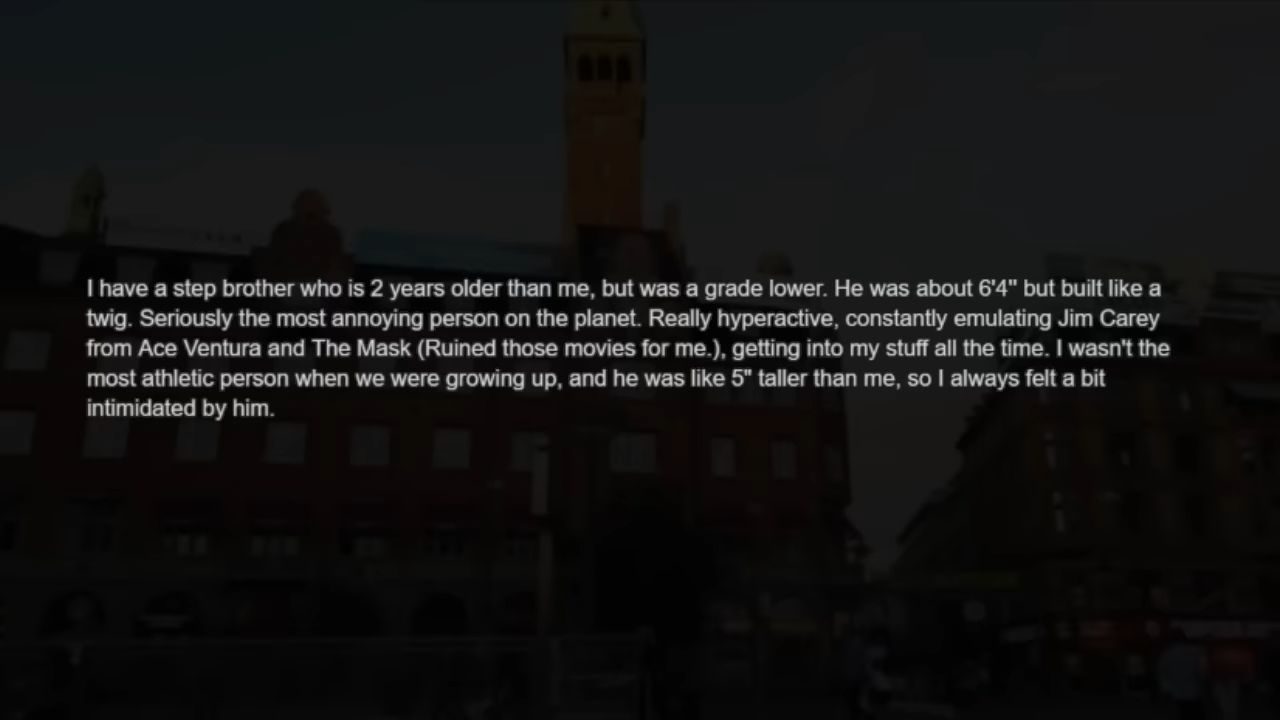 I have a step brother who is 2 years older than me, but was a grade lower. He was about 6'4" but built like a
twig. Seriously the most annoying person on the planet. Really hyperactive, constantly emulating Jim Carey
from Ace Ventura and The Mask (Ruined those movies for me.), getting into my stuff all the time. I wasn't the
most athletic person when we were growing up, and he was like 5" taller than me, so I always felt a bit
intimidated by him.